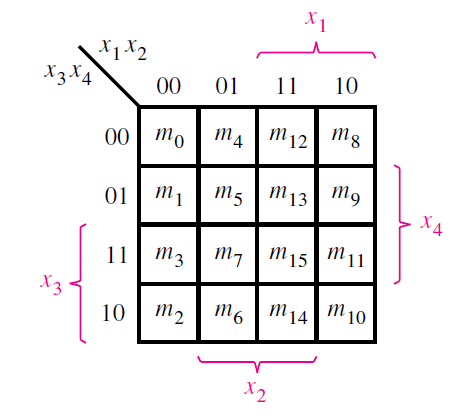 x₁
x₁x₂
x₃x₄
00 01 11 10
00 m₀ m₄ m₁₂ m₈
01 m₁ m₅ m₁₃ m₉
x₄
11 m₃ m₇ m₁₅ m₁₁
x₃
10 m₂ m₆ m₁₄ m₁₀
x₂